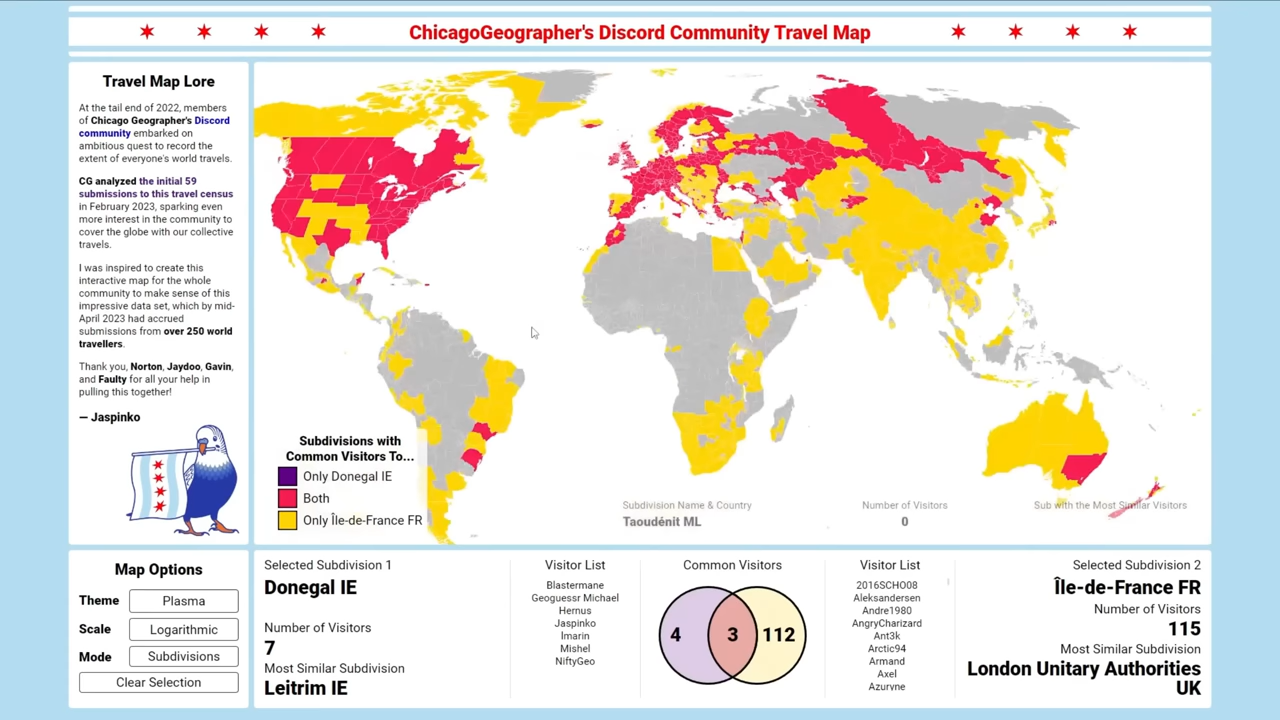 ChicagoGeographer's Discord Community Travel Map
Travel Map Lore
At the tail end of 2022, members
of Chicago Geographer's Discord
community embarked on
ambitious quest to record the
extent of everyone's world travels.
CG analyzed the initial 59
submissions to this travel census
in February 2023, sparking even
more interest in the community to
cover the globe with our collective
travels.
I was inspired to create this
interactive map for the whole
community to make sense of this
impressive data set, which by mid-
April 2023 had accrued
submissions from over 250 world
travellers.
Thank you, Norton, Jaydoo, Gavin,
and Faulty for all your help in
pulling this together!
— Jaspinko
Subdivisions with
Common Visitors To...
Only Donegal IE
Both
Only Île-de-France FR
Subdivision Name & Country
Taoudénit ML
Number of Visitors
0
Sub with the Most Similar Visitors
Map Options
Theme Plasma
Scale Logarithmic
Mode Subdivisions
Clear Selection
Selected Subdivision 1
Donegal IE
Number of Visitors
7
Most Similar Subdivision
Leitrim IE
Visitor List
Blastermane
Geoguessr Michael
Hernus
Jaspinko
lmarin
Mishel
NiftyGeo
Common Visitors
4 3 112
Visitor List
2016SCHO08
Aleksandersen
Andre1980
AngryCharizard
Ant3k
Arctic94
Armand
Axel
Azurvne
Selected Subdivision 2
Île-de-France FR
Number of Visitors
115
Most Similar Subdivision
London Unitary Authorities
UK